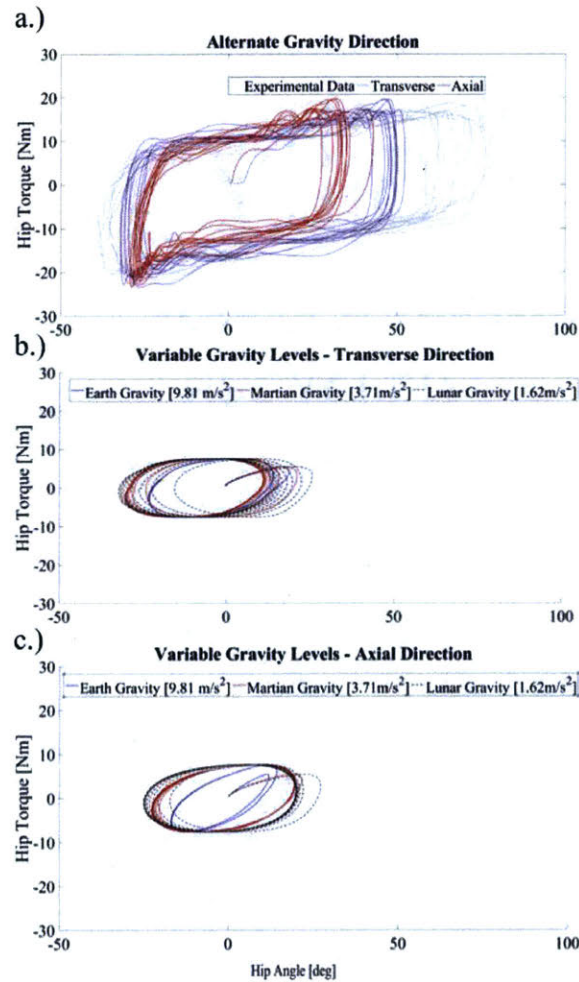 a.)
Alternate Gravity Direction
Experimental Data Transverse Axial
Hip Torque [Nm]
30
20
10
0
-10
-20
-30
-50
0
50
100
b.)
Variable Gravity Levels - Transverse Direction
Earth Gravity [9.81 m/s²] Martian Gravity [3.71m/s²] Lunar Gravity [1.62m/s²]
Hip Torque [Nm]
30
20
10
0
-10
-20
-30
-50
0
50
100
c.)
Variable Gravity Levels - Axial Direction
Earth Gravity [9.81 m/s²] Martian Gravity [3.71m/s²] Lunar Gravity [1.62m/s²]
Hip Torque [Nm]
30
20
10
0
-10
-20
-30
-50
0
50
100
Hip Angle [deg]